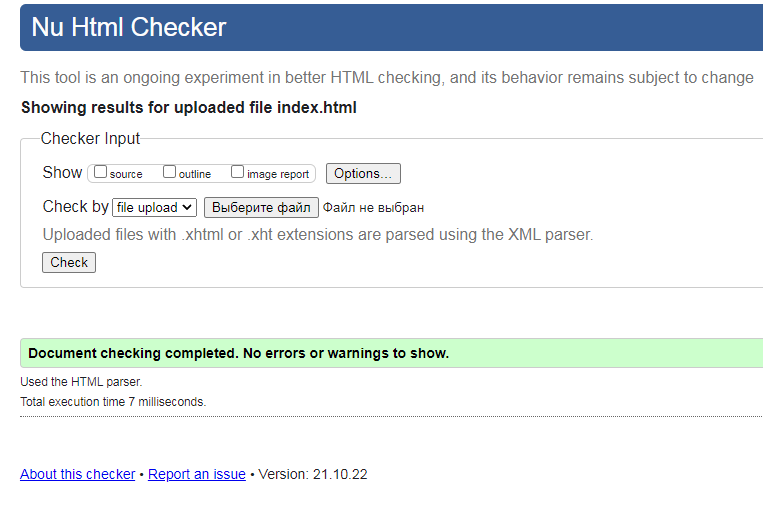 Nu Html Checker
This tool is an ongoing experiment in better HTML checking, and its behavior remains subject to change
Showing results for uploaded file index.html
Checker Input
Show source outline image report Options...
Check by file upload Выберите файл Файл не выбран
Uploaded files with .xhtml or .xht extensions are parsed using the XML parser.
Check
Document checking completed. No errors or warnings to show.
Used the HTML parser.
Total execution time 7 milliseconds.
About this checker • Report an issue • Version: 21.10.22